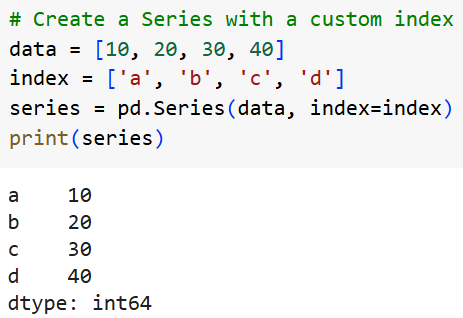 # Create a Series with a custom index
data = [10, 20, 30, 40]
index = ['a', 'b', 'c', 'd']
series = pd.Series(data, index=index)
print(series)
a    10
b    20
c    30
d    40
dtype: int64